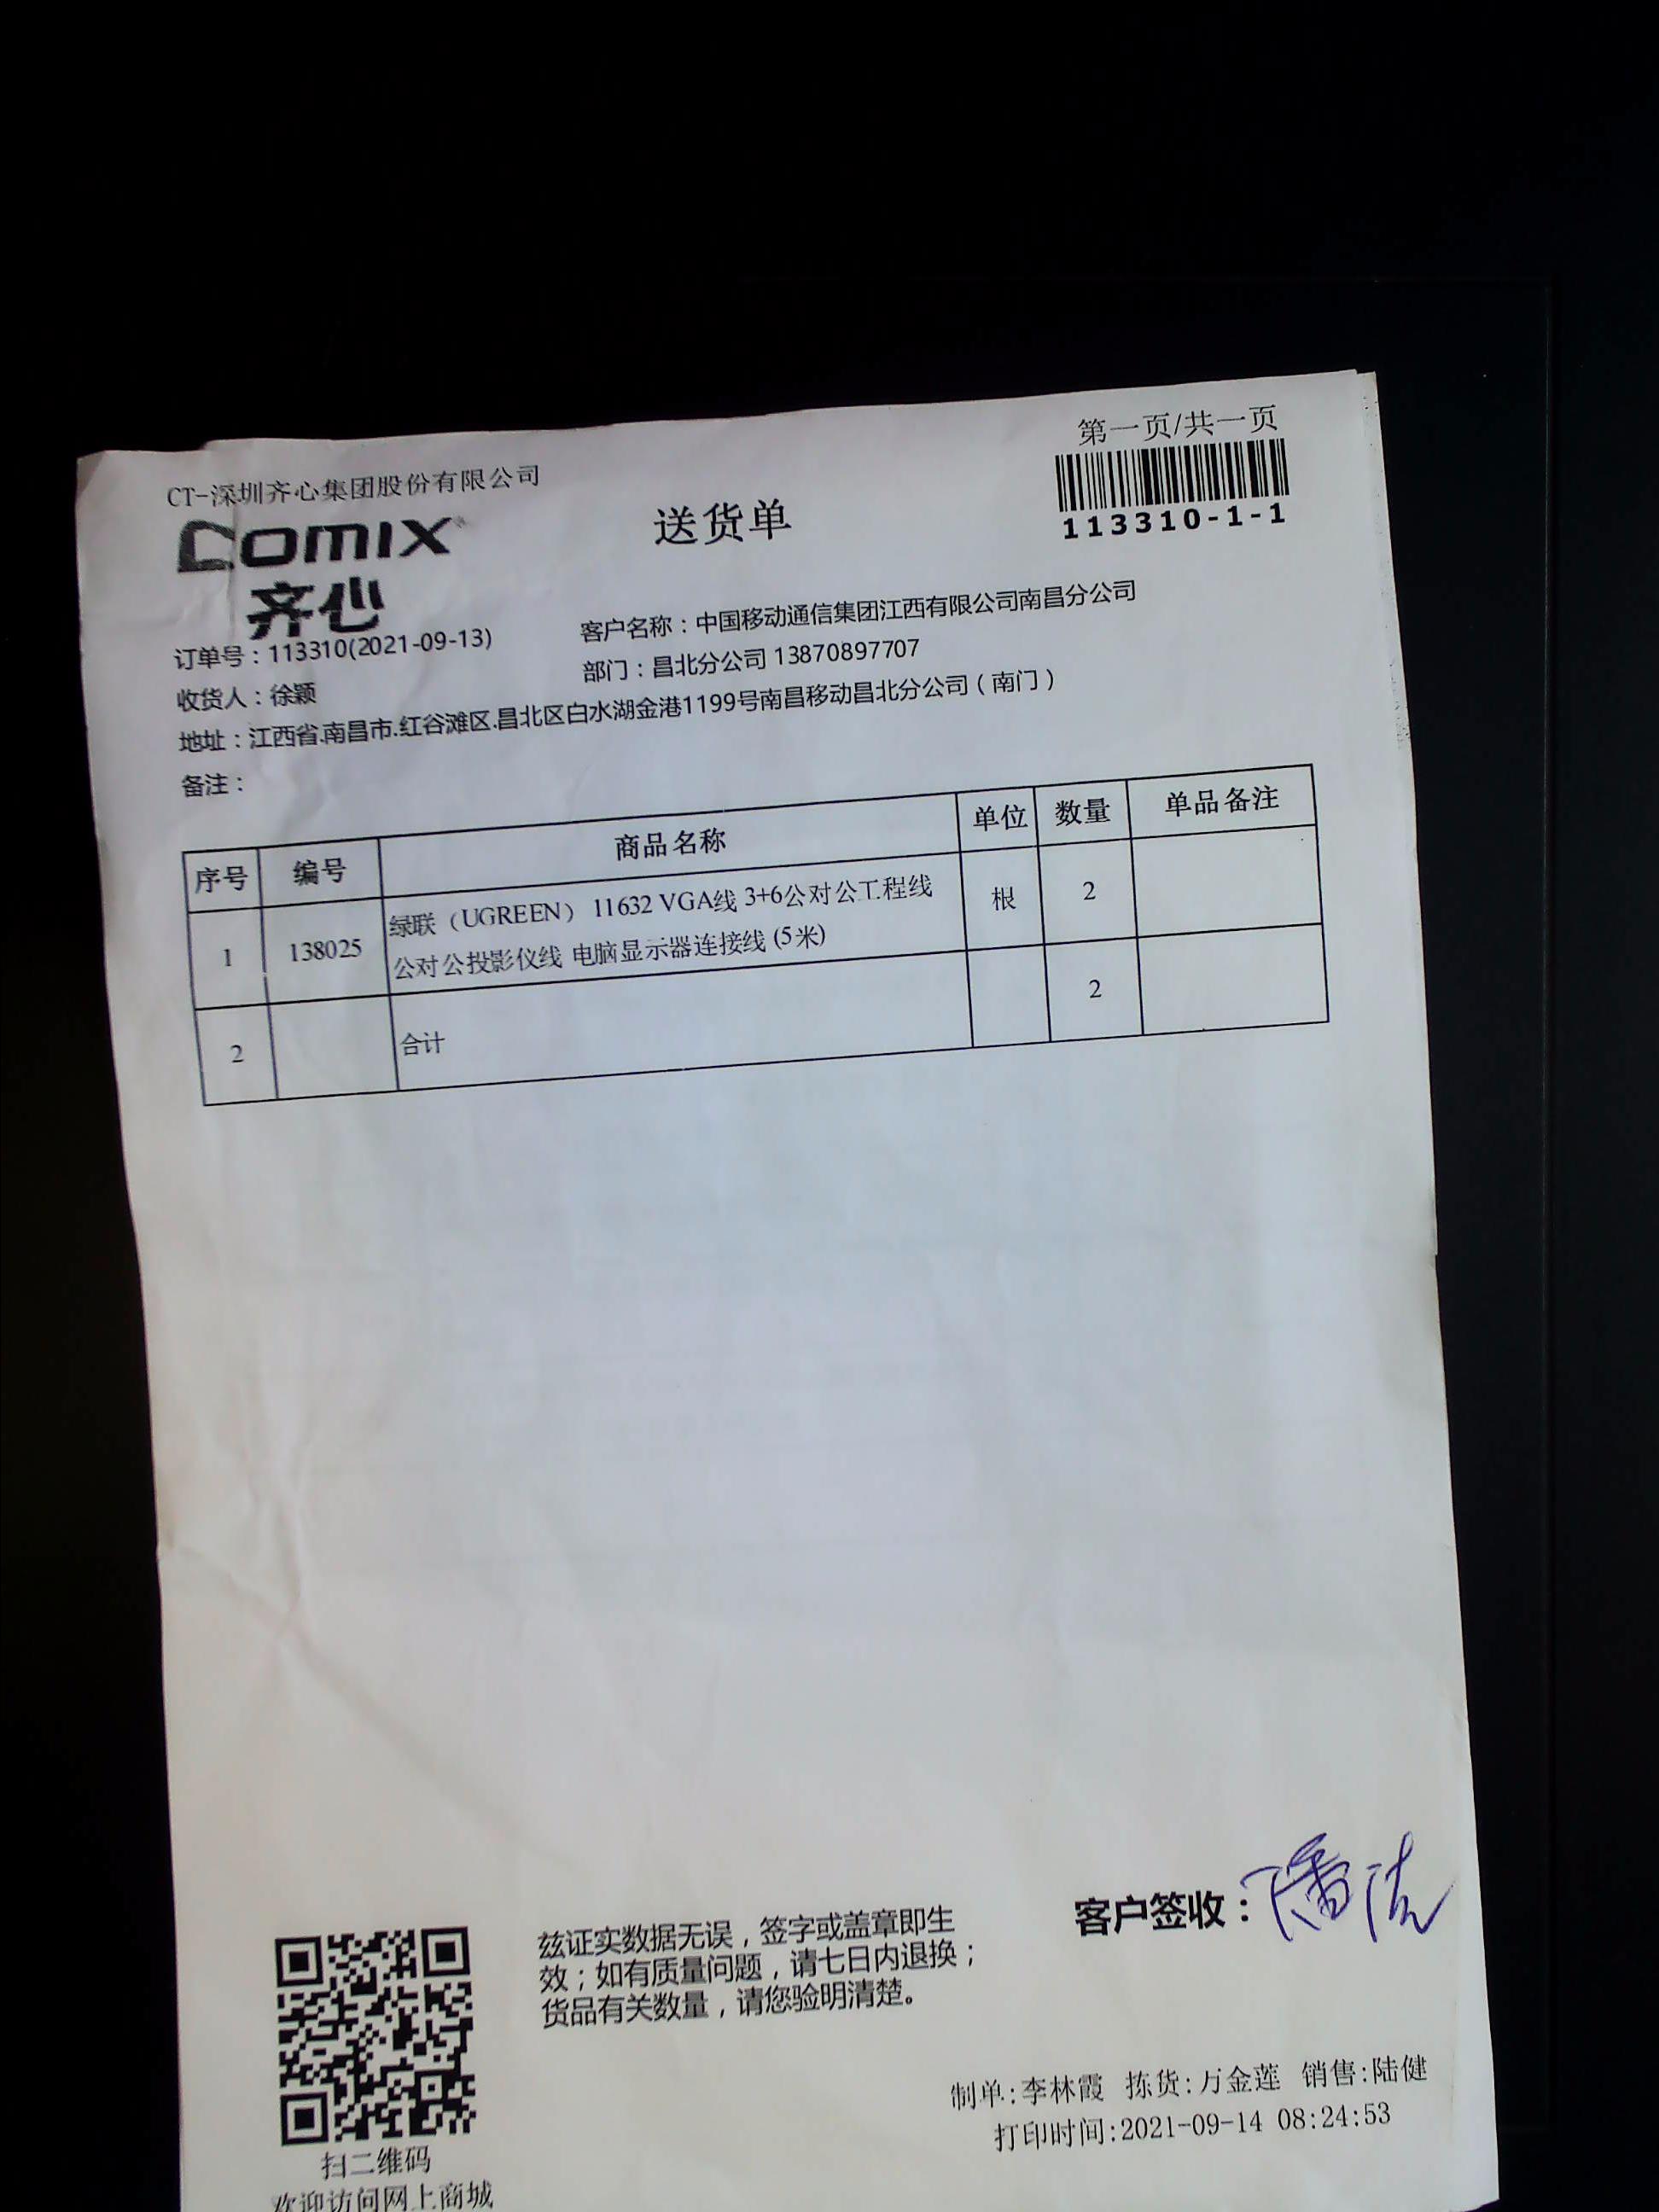 第一页/共一页
CT-深圳齐心集团股份有限公司
comix
齐心
送货单
113310-1-1
订单号：113310(2021-09-13)
客户名称：中国移动通信集团江西有限公司南昌分公司
收货人：徐颖
部门：昌北分公司 13870897707
地址：江西省.南昌市.红谷滩区.昌北区白水湖金港1199号南昌移动昌北分公司（南门）
备注：
序号 编号 商品名称 单位 数量 单品备注
1 138025 绿联（UGREEN） 11632 VGA线 3+6公对公工程线 根 2
公对公投影仪线 电脑显示器连接线 (5米)
2 合计 2
客户签收：潘
兹证实数据无误，签字或盖章即生
效；如有质量问题，请七日内退换；
货品有关数量，请您验明清楚。
制单:李林霞 拣货:万金莲 销售:陆健
打印时间:2021-09-14 08:24:53
扫二维码
欢迎访问网上商城